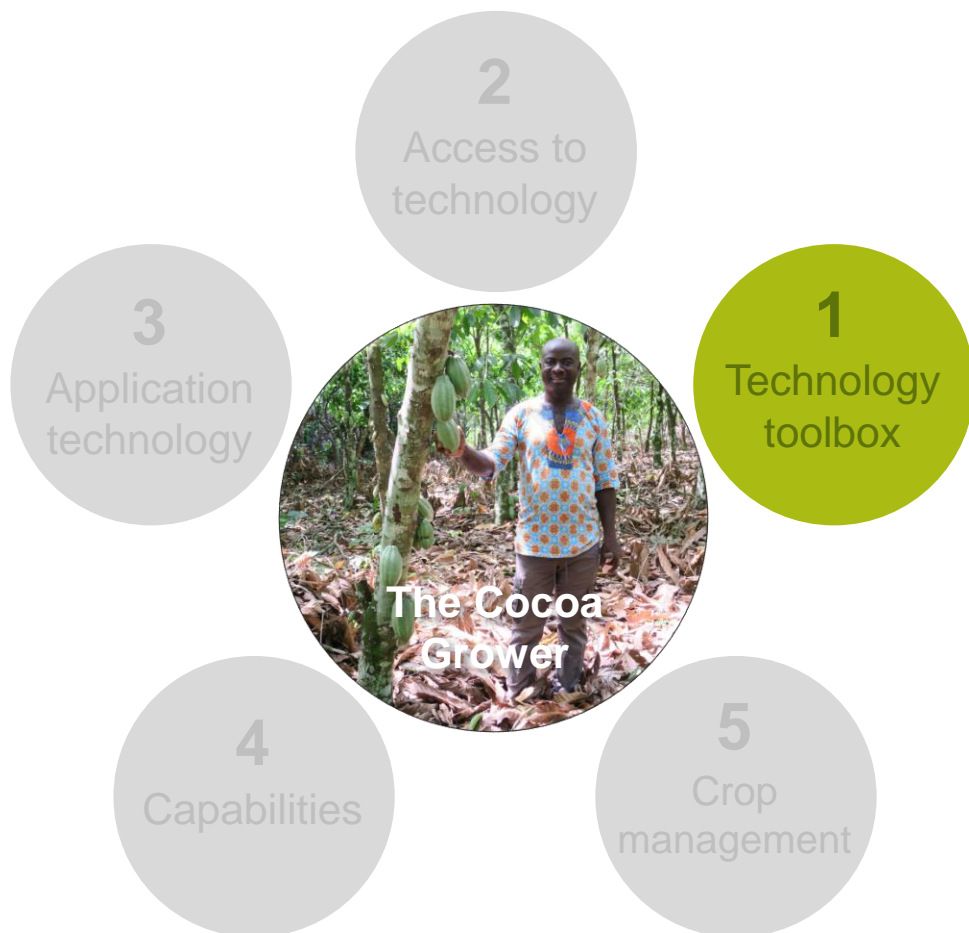 2
Access to
technology
3
Application
technology
1
Technology
toolbox
The Cocoa
Grower
4
Capabilities
5
Crop
management